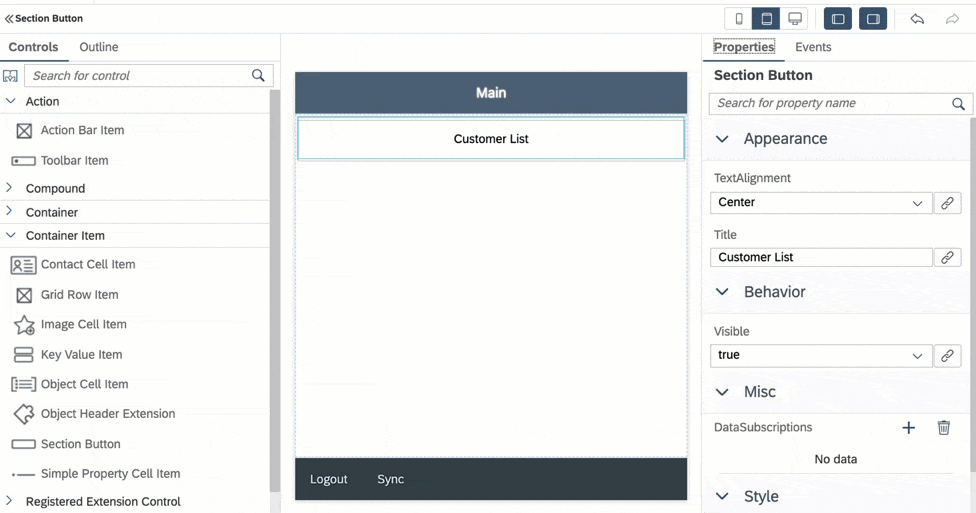 Section Button
Controls
Outline
Search for control
Action
Action Bar Item
Toolbar Item
Compound
Container
Container Item
Contact Cell Item
Grid Row Item
Image Cell Item
Key Value Item
Object Cell Item
Object Header Extension
Section Button
Simple Property Cell Item
Registered Extension Control
Main
Customer List
Logout
Sync
Properties
Events
Section Button
Search for property name
Appearance
TextAlignment
Center
Title
Customer List
Behavior
Visible
true
Misc
DataSubscriptions
No data
Style